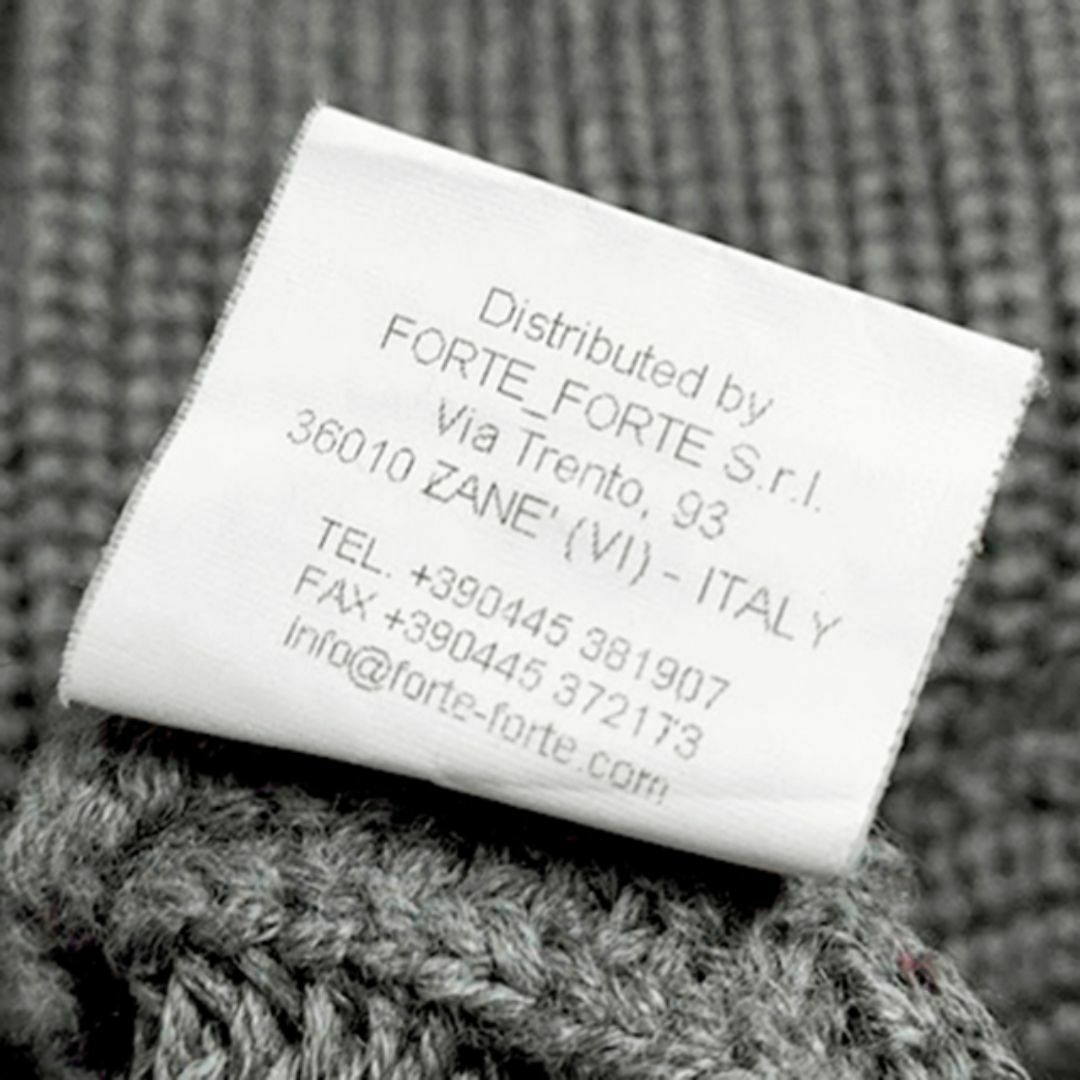 Distributed by
FORTE_FORTE S.r.l.
Via Trento, 93
36010 ZANE' (VI) - ITALY
TEL. +390445 381907
FAX +390445 372173
info@forte-forte.com